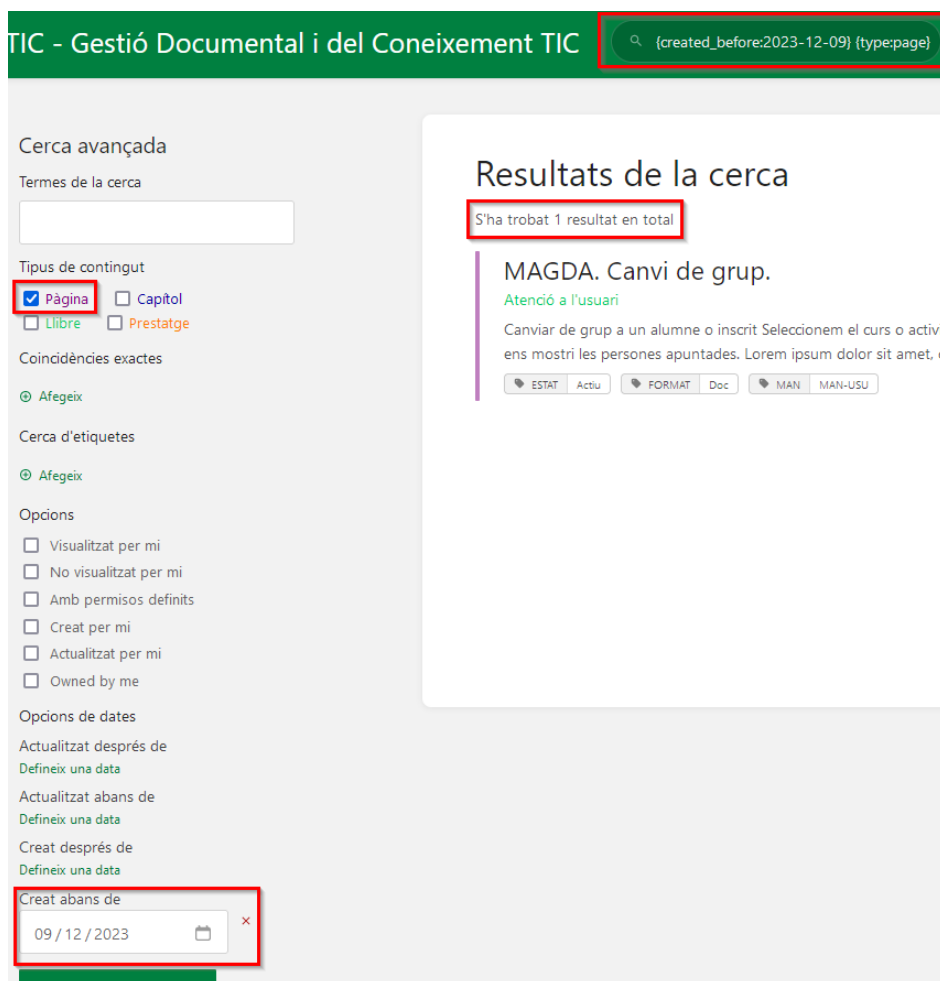 TIC - Gestió Documental i del Coneixement TIC
{created_before:2023-12-09} {type:page}
Cerca avançada
Termes de la cerca
Tipus de contingut
Pàgina Capítol
Llibre Prestatge
Coincidències exactes
Afegeix
Cerca d'etiquetes
Afegeix
Opcions
Visualitzat per mi
No visualitzat per mi
Amb permisos definits
Creat per mi
Actualitzat per mi
Owned by me
Opcions de dates
Actualitzat després de
Defineix una data
Actualitzat abans de
Defineix una data
Creat després de
Defineix una data
Creat abans de
09 / 12 / 2023
Resultats de la cerca
S'ha trobat 1 resultat en total
MAGDA. Canvi de grup.
Atenció a l'usuari
Canviar de grup a un alumne o inscrit Seleccionem el curs o activ
ens mostri les persones apuntades. Lorem ipsum dolor sit amet,
ESTAT Actiu FORMAT Doc MAN MAN-USU